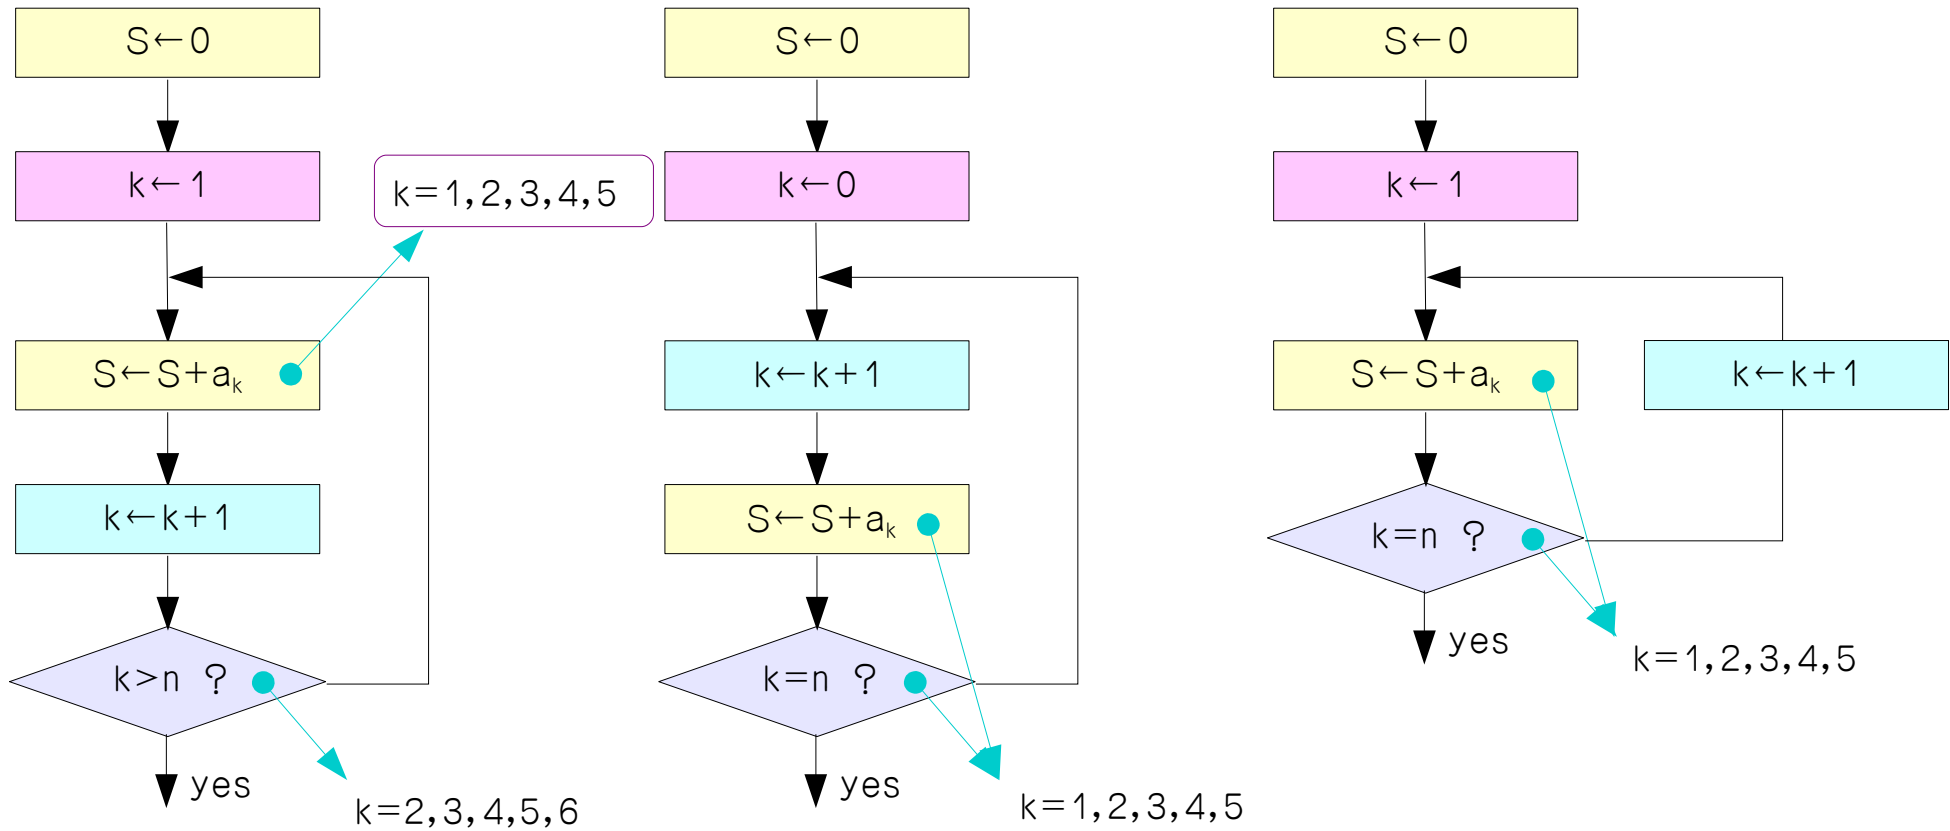 S←0
k←1
k=1,2,3,4,5
S←S+aₖ
k←k+1
k>n ?
yes
k=2,3,4,5,6
S←0
k←0
k←k+1
S←S+aₖ
k=n ?
yes
k=1,2,3,4,5
S←0
k←1
S←S+aₖ
k←k+1
k=n ?
yes
k=1,2,3,4,5